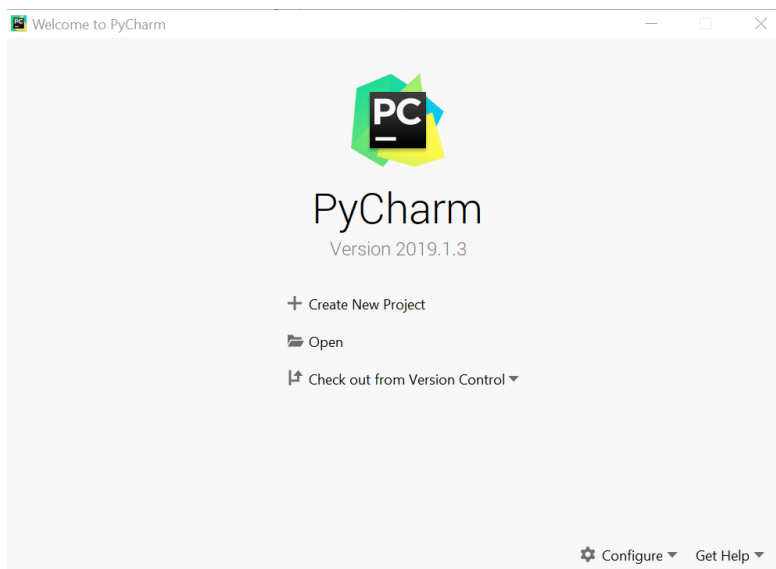 Welcome to PyCharm
PC
PyCharm
Version 2019.1.3
Create New Project
Open
Check out from Version Control
Configure Get Help